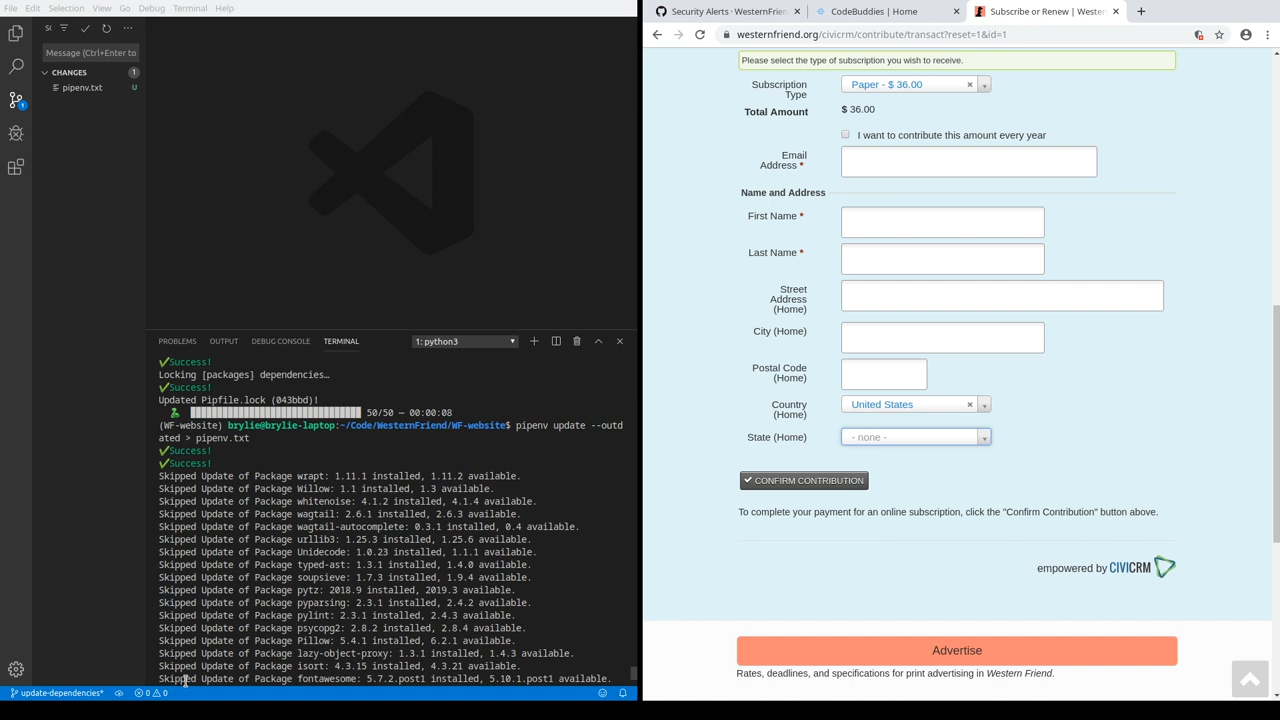 File Edit Selection View Go Debug Terminal Help
Message (Ctrl+Enter to
CHANGES 1
pipenv.txt U
1
PROBLEMS OUTPUT DEBUG CONSOLE TERMINAL 1: python3
✔Success!
Locking [packages] dependencies…
✔Success!
Updated Pipfile.lock (043bbd)!
50/50 — 00:00:08
(WF-website) brylie@brylie-laptop:~/Code/WesternFriend/WF-website$ pipenv update --outd
ated > pipenv.txt
✔Success!
✔Success!
Skipped Update of Package wrapt: 1.11.1 installed, 1.11.2 available.
Skipped Update of Package Willow: 1.1 installed, 1.3 available.
Skipped Update of Package whitenoise: 4.1.2 installed, 4.1.4 available.
Skipped Update of Package wagtail: 2.6.1 installed, 2.6.3 available.
Skipped Update of Package wagtail-autocomplete: 0.3.1 installed, 0.4 available.
Skipped Update of Package urllib3: 1.25.3 installed, 1.25.6 available.
Skipped Update of Package Unidecode: 1.0.23 installed, 1.1.1 available.
Skipped Update of Package typed-ast: 1.3.1 installed, 1.4.0 available.
Skipped Update of Package soupsieve: 1.7.3 installed, 1.9.4 available.
Skipped Update of Package pytz: 2018.9 installed, 2019.3 available.
Skipped Update of Package pyparsing: 2.3.1 installed, 2.4.2 available.
Skipped Update of Package pylint: 2.3.1 installed, 2.4.3 available.
Skipped Update of Package psycopg2: 2.8.2 installed, 2.8.4 available.
Skipped Update of Package Pillow: 5.4.1 installed, 6.2.1 available.
Skipped Update of Package lazy-object-proxy: 1.3.1 installed, 1.4.3 available.
Skipped Update of Package isort: 4.3.15 installed, 4.3.21 available.
Skipped Update of Package fontawesome: 5.7.2.post1 installed, 5.10.1.post1 available.
update-dependencies* 0 0
Security Alerts · WesternFrie CodeBuddies | Home Subscribe or Renew | Wester
westernfriend.org/civicrm/contribute/transact?reset=1&id=1
Please select the type of subscription you wish to receive.
Subscription
Type
Paper - $ 36.00
Total Amount $ 36.00
I want to contribute this amount every year
Email
Address *
Name and Address
First Name *
Last Name *
Street
Address
(Home)
City (Home)
Postal Code
(Home)
Country
(Home)
United States
State (Home) - none -
CONFIRM CONTRIBUTION
To complete your payment for an online subscription, click the "Confirm Contribution" button above.
empowered by CIVICRM
Advertise
Rates, deadlines, and specifications for print advertising in Western Friend.